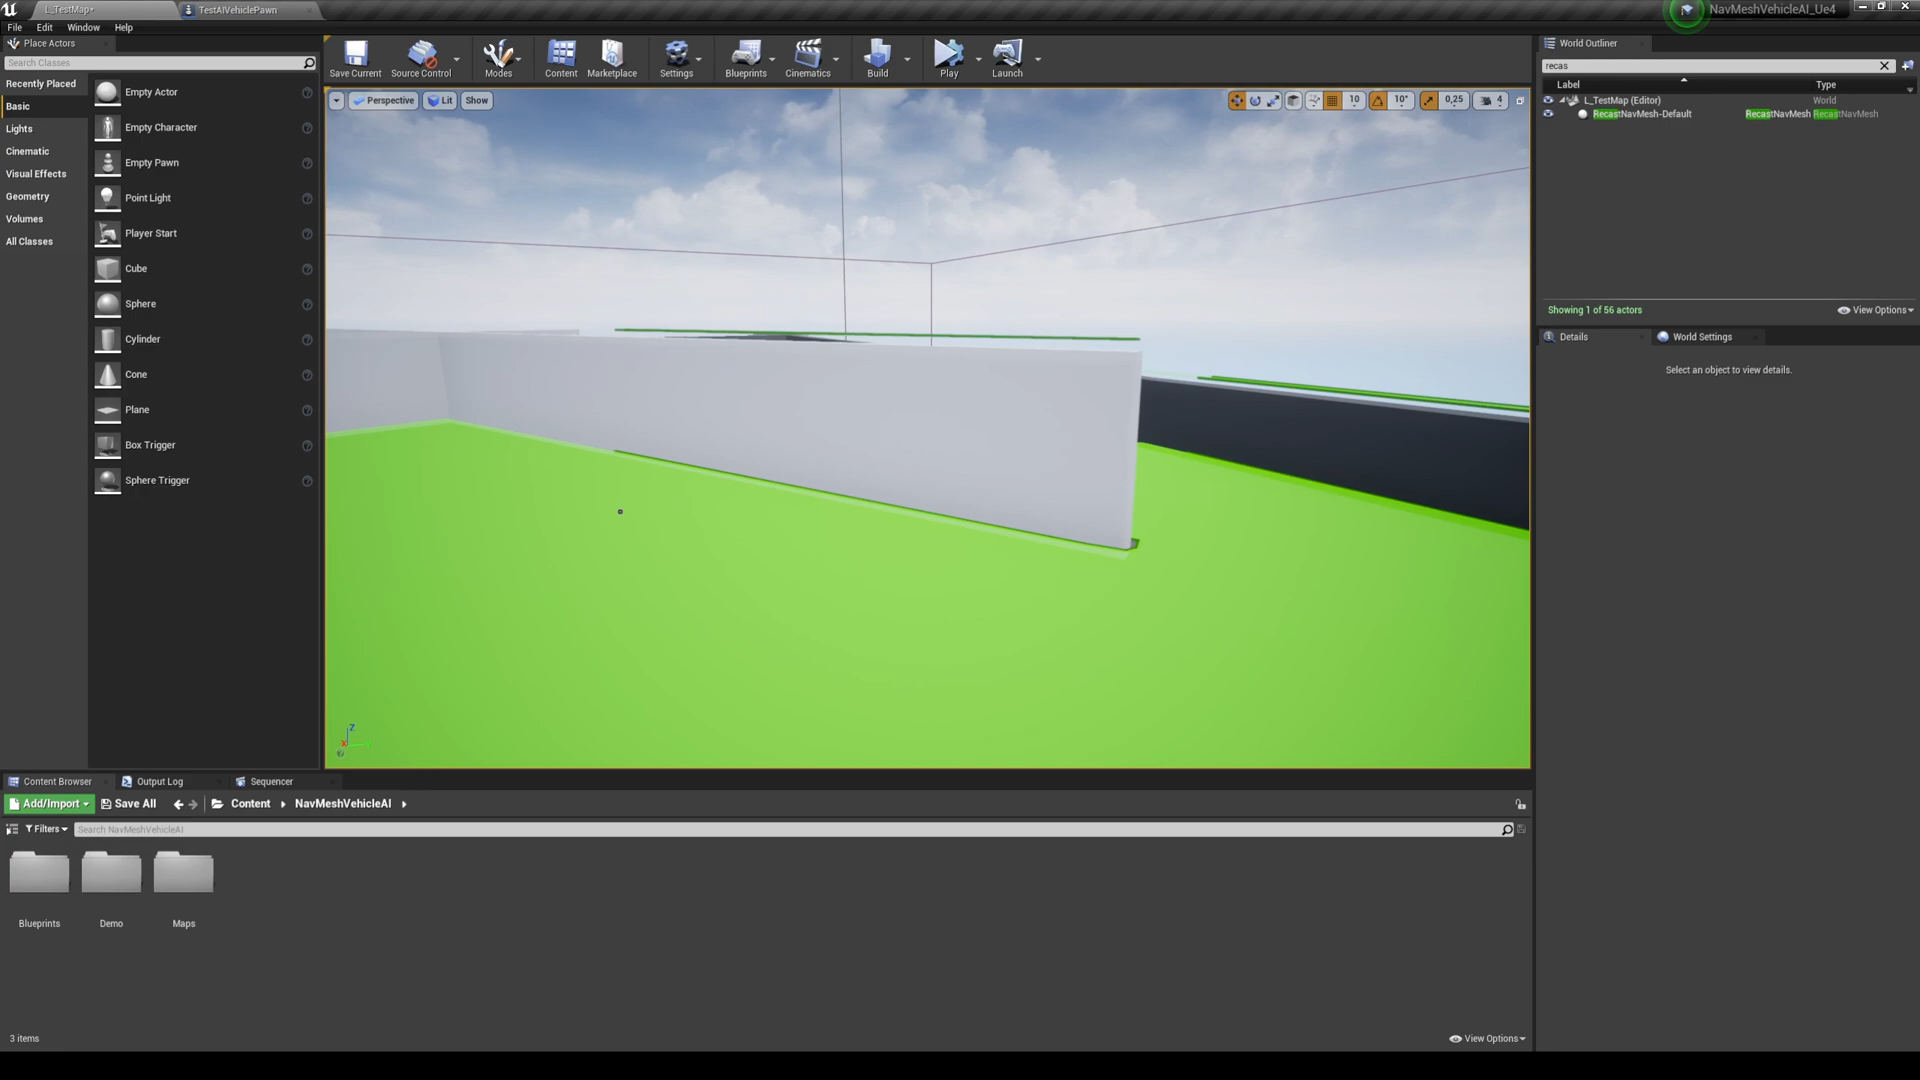 L_TestMap*
TestAIVehiclePawn
NavMeshVehicleAI_Ue4
File Edit Window Help
Place Actors
Search Classes
Recently Placed
Basic
Lights
Cinematic
Visual Effects
Geometry
Volumes
All Classes
Empty Actor
Empty Character
Empty Pawn
Point Light
Player Start
Cube
Sphere
Cylinder
Cone
Plane
Box Trigger
Sphere Trigger
Save Current
Source Control
Modes
Content
Marketplace
Settings
Blueprints
Cinematics
Build
Play
Launch
Perspective
Lit
Show
10
10°
0,25
4
Z
X
World Outliner
recas
Label Type
L_TestMap (Editor) World
RecastNavMesh-Default RecastNavMesh RecastNavMesh
Showing 1 of 56 actors
View Options
Details
World Settings
Select an object to view details.
Content Browser
Output Log
Sequencer
Add/Import
Save All
Content
NavMeshVehicleAI
Filters
Search NavMeshVehicleAI
Blueprints
Demo
Maps
3 items
View Options